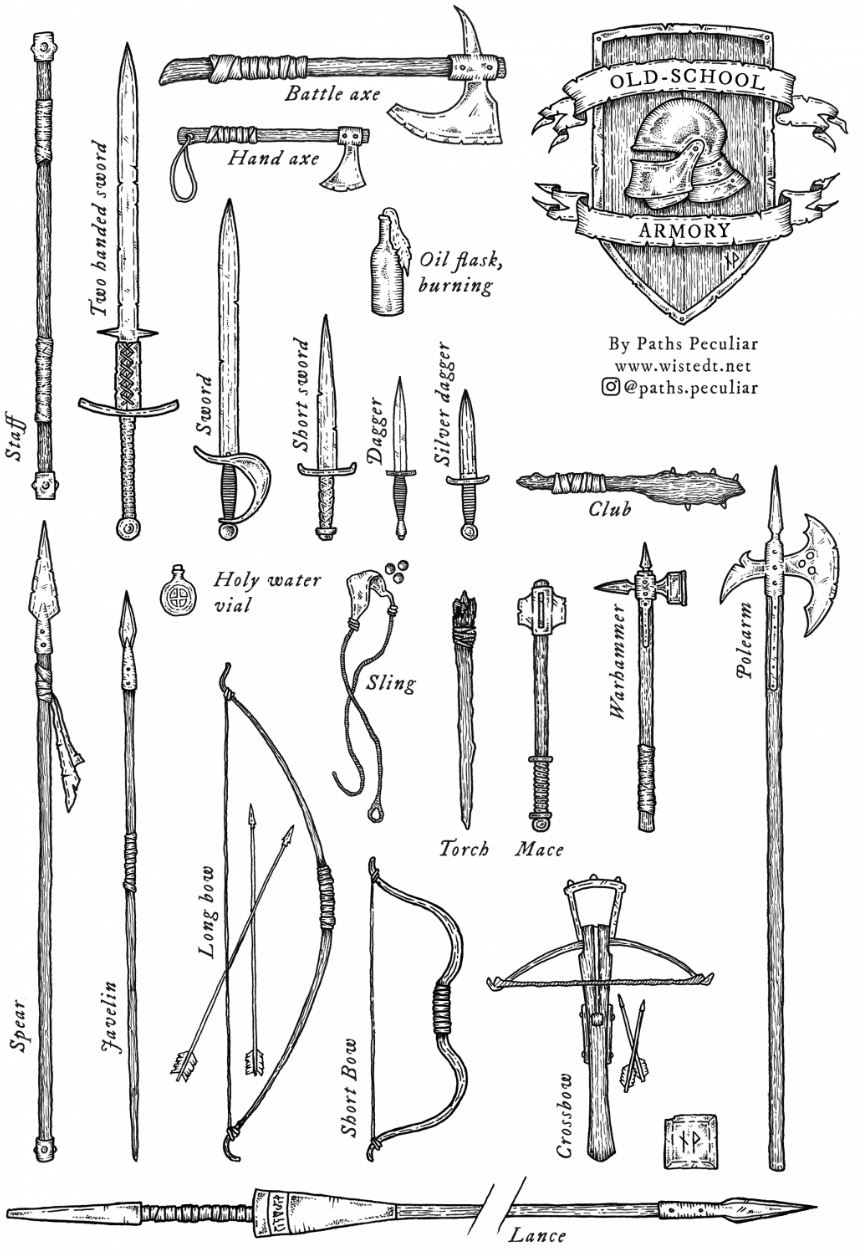 OLD-SCHOOL
ARMORY
By Paths Peculiar
www.wistedt.net
@paths.peculiar
Battle axe
Hand axe
Two handed sword
Staff
Oil flask,
burning
Sword
Short sword
Dagger
Silver dagger
Club
Holy water
vial
Sling
Torch
Mace
Warhammer
Polearm
Spear
Javelin
Long bow
Short Bow
Crossbow
Lance